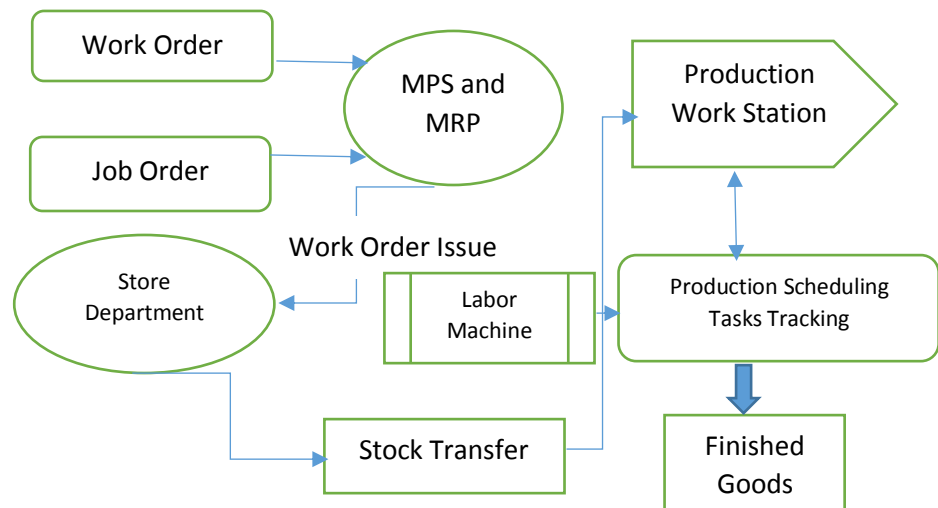 Work Order
MPS and
MRP
Production
Work Station
Job Order
Work Order Issue
Store
Department
Labor
Machine
Production Scheduling
Tasks Tracking
Stock Transfer
Finished
Goods